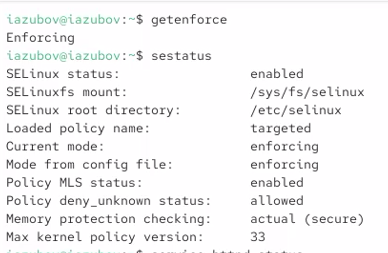 iazubov@iazubov:~$ getenforce
Enforcing
iazubov@iazubov:~$ sestatus
SELinux status:                 enabled
SELinuxfs mount:                /sys/fs/selinux
SELinux root directory:         /etc/selinux
Loaded policy name:             targeted
Current mode:                   enforcing
Mode from config file:          enforcing
Policy MLS status:              enabled
Policy deny_unknown status:     allowed
Memory protection checking:     actual (secure)
Max kernel policy version:      33